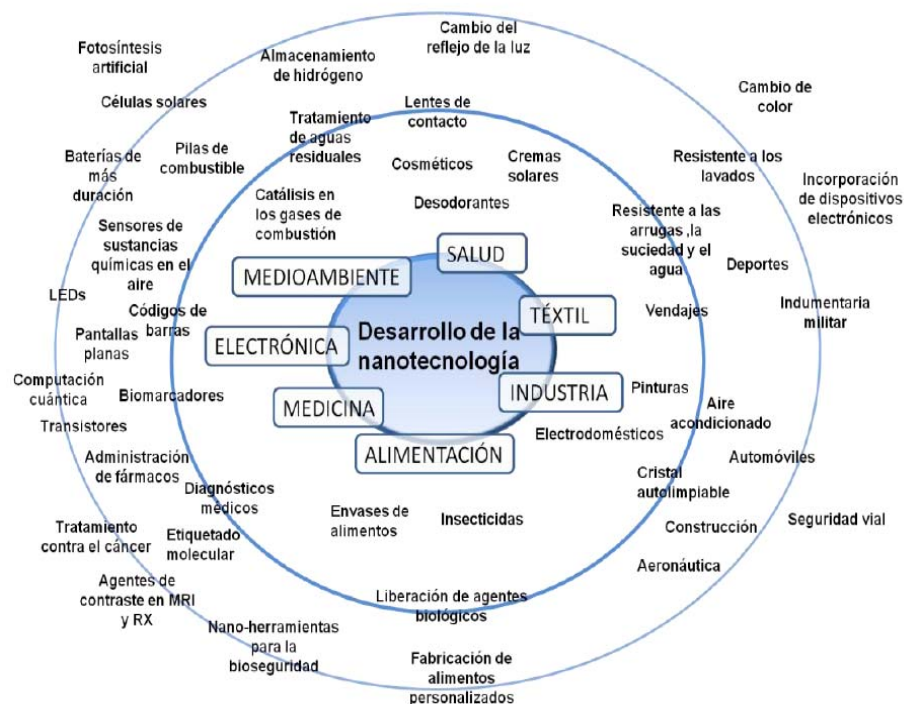 Cambio del
reflejo de la luz
Fotosíntesis
artificial
Almacenamiento
de hidrógeno
Cambio de
color
Células solares
Lentes de
contacto
Tratamiento
de aguas
residuales
Pilas de
combustible
Baterías de
más
duración
Cosméticos
Cremas
solares
Resistente a los
lavados
Incorporación
de dispositivos
electrónicos
Catálisis en
los gases de
combustión
Desodorantes
Resistente a las
arrugas ,la
suciedad y el
agua
Sensores de
sustancias
químicas en el
aire
SALUD
MEDIOAMBIENTE
Deportes
LEDs
Códigos de
barras
TÉXTIL
Vendajes
Indumentaria
militar
Pantallas
planas
ELECTRÓNICA
Desarrollo de la
nanotecnología
Computación
cuántica
Biomarcadores
MEDICINA
INDUSTRIA
Pinturas
Aire
acondicionado
Transistores
Electrodomésticos
ALIMENTACIÓN
Administración
de fármacos
Automóviles
Cristal
autolimpiable
Diagnósticos
médicos
Envases de
alimentos
Insecticidas
Construcción
Seguridad vial
Tratamiento
contra el cáncer
Etiquetado
molecular
Aeronáutica
Agentes de
contraste en MRI
y RX
Liberación de agentes
biológicos
Nano-herramientas
para la
bioseguridad
Fabricación de
alimentos
personalizados